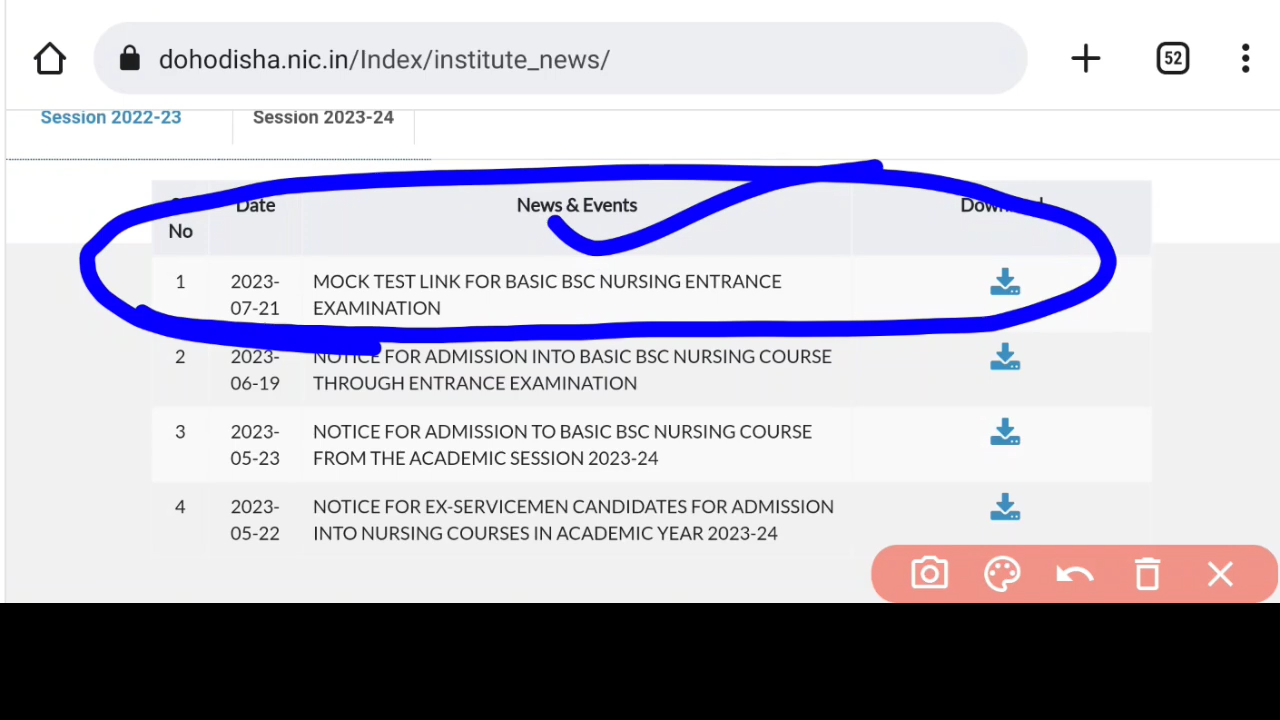 dohodisha.nic.in/Index/institute_news/
52
Session 2022-23 Session 2023-24
Date News & Events
No
1 2023- MOCK TEST LINK FOR BASIC BSC NURSING ENTRANCE
07-21 EXAMINATION
2 2023- NOTICE FOR ADMISSION INTO BASIC BSC NURSING COURSE
06-19 THROUGH ENTRANCE EXAMINATION
3 2023- NOTICE FOR ADMISSION TO BASIC BSC NURSING COURSE
05-23 FROM THE ACADEMIC SESSION 2023-24
4 2023- NOTICE FOR EX-SERVICEMEN CANDIDATES FOR ADMISSION
05-22 INTO NURSING COURSES IN ACADEMIC YEAR 2023-24